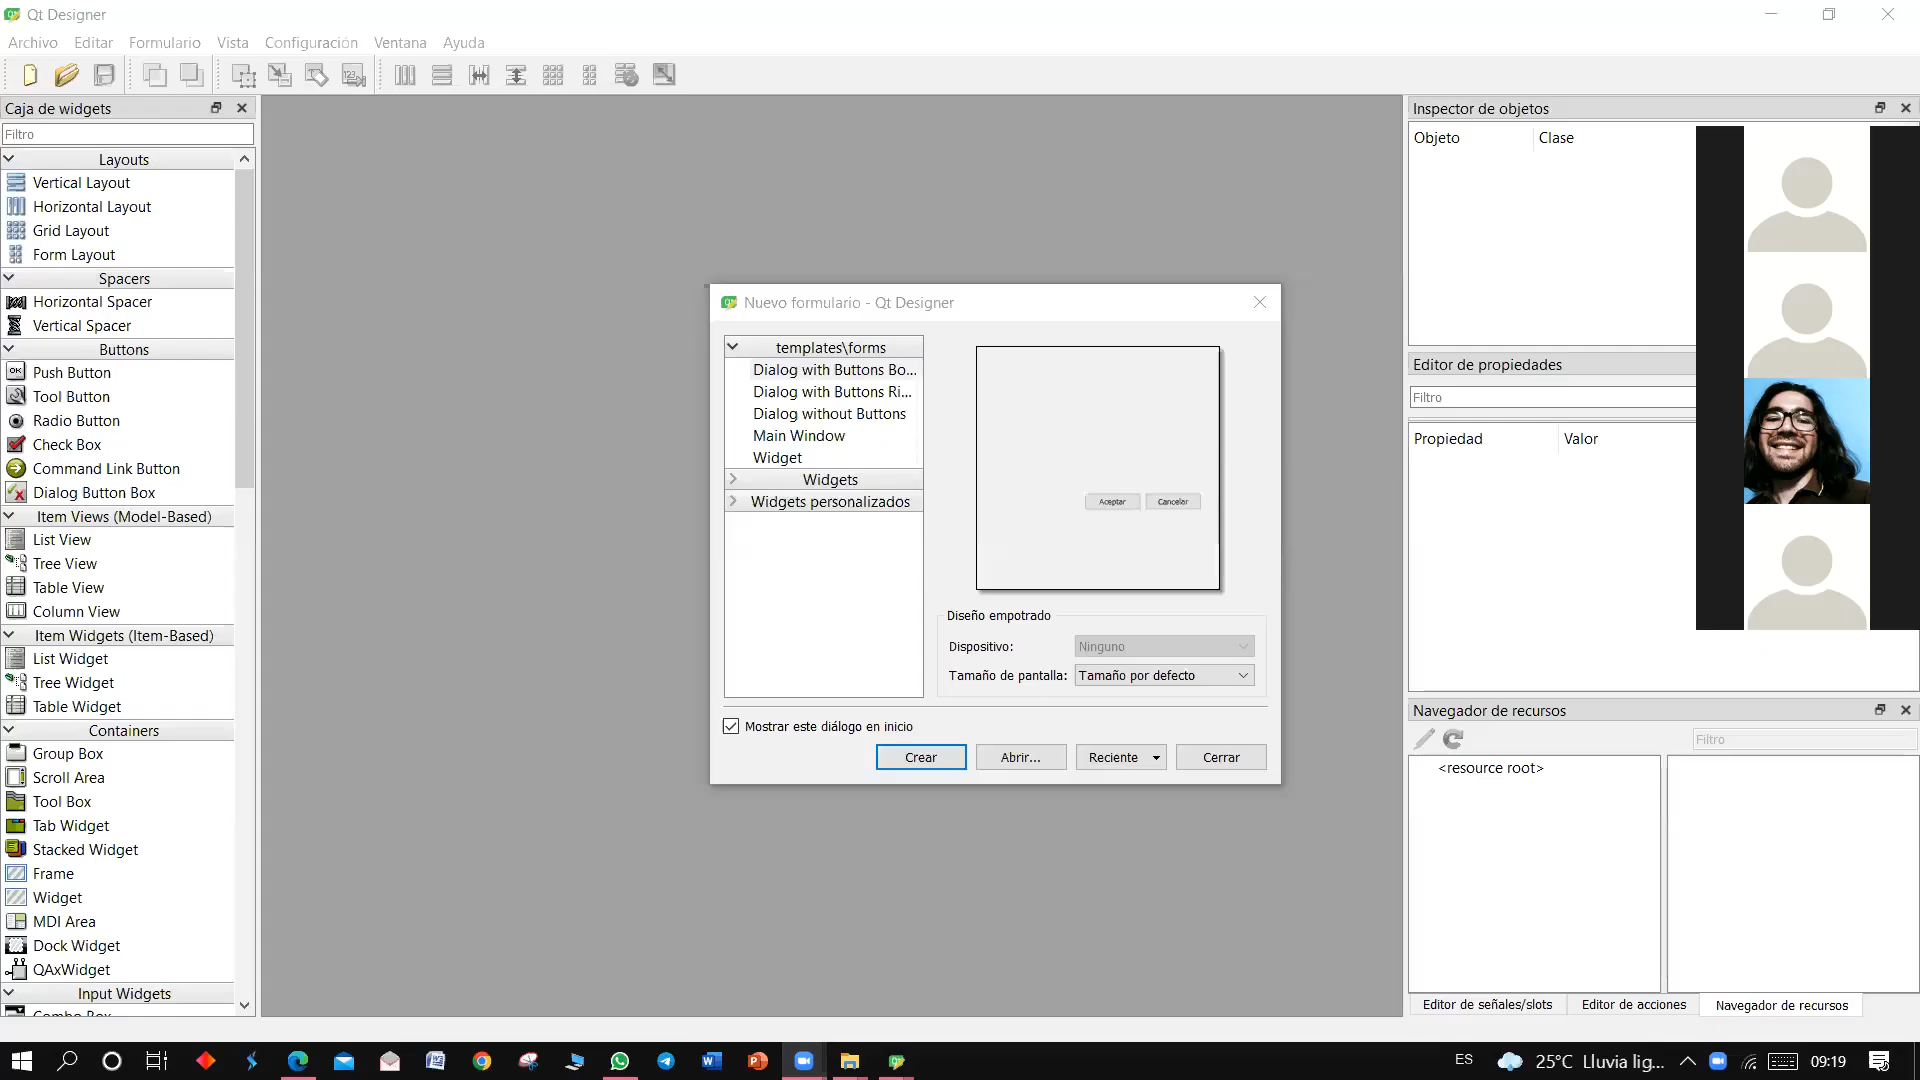 Qt Designer
Archivo Editar Formulario Vista Configuración Ventana Ayuda
Caja de widgets
Filtro
Layouts
Vertical Layout
Horizontal Layout
Grid Layout
Form Layout
Spacers
Horizontal Spacer
Vertical Spacer
Buttons
Push Button
Tool Button
Radio Button
Check Box
Command Link Button
Dialog Button Box
Item Views (Model-Based)
List View
Tree View
Table View
Column View
Item Widgets (Item-Based)
List Widget
Tree Widget
Table Widget
Containers
Group Box
Scroll Area
Tool Box
Tab Widget
Stacked Widget
Frame
Widget
MDI Area
Dock Widget
QAxWidget
Input Widgets
Combo Box
Nuevo formulario - Qt Designer
templates\forms
Dialog with Buttons Bo...
Dialog with Buttons Ri...
Dialog without Buttons
Main Window
Widget
Widgets
Widgets personalizados
Aceptar Cancelar
Diseño empotrado
Dispositivo: Ninguno
Tamaño de pantalla: Tamaño por defecto
Mostrar este diálogo en inicio
Crear Abrir... Reciente Cerrar
Inspector de objetos
Objeto Clase
Editor de propiedades
Filtro
Propiedad Valor
Navegador de recursos
Filtro
<resource root>
Editor de señales/slots Editor de acciones Navegador de recursos
ES 25°C Lluvia lig... 09:19